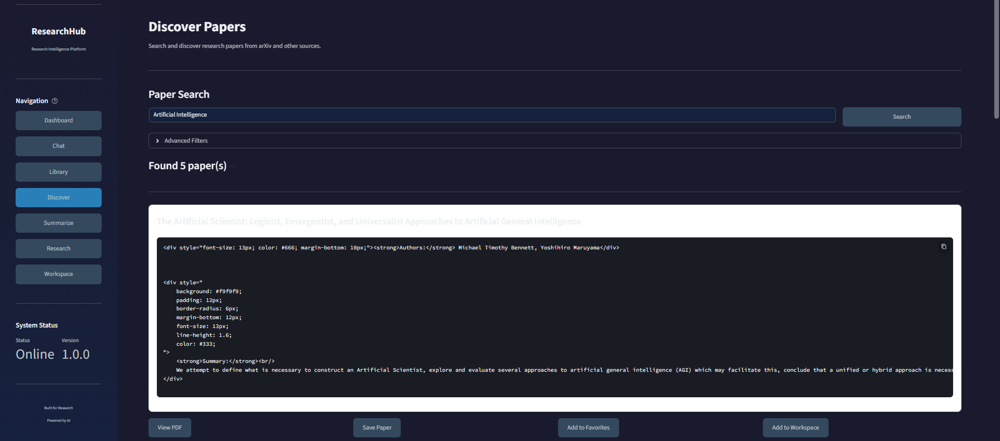 ResearchHub
Research Intelligence Platform
Navigation
Dashboard
Chat
Library
Discover
Summarize
Research
Workspace
System Status
Status Version
Online 1.0.0
Built for Research
Powered by AI
Discover Papers
Search and discover research papers from arXiv and other sources.
Paper Search
Artificial Intelligence
Search
Advanced Filters
Found 5 paper(s)
The Artificial Scientist: Logicist, Emergentist, and Universalist Approaches to Artificial General Intelligence
<div style="font-size: 13px; color: #666; margin-bottom: 10px;"><strong>Authors:</strong> Michael Timothy Bennett, Yoshihiro Maruyama</div>
<div style="
background: #f9f9f9;
padding: 12px;
border-radius: 6px;
margin-bottom: 12px;
font-size: 13px;
line-height: 1.6;
color: #333;
">
<strong>Summary:</strong><br/>
We attempt to define what is necessary to construct an Artificial Scientist, explore and evaluate several approaches to artificial general intelligence (AGI) which may facilitate this, conclude that a unified or hybrid approach is necess
</div>
View PDF
Save Paper
Add to Favorites
Add to Workspace